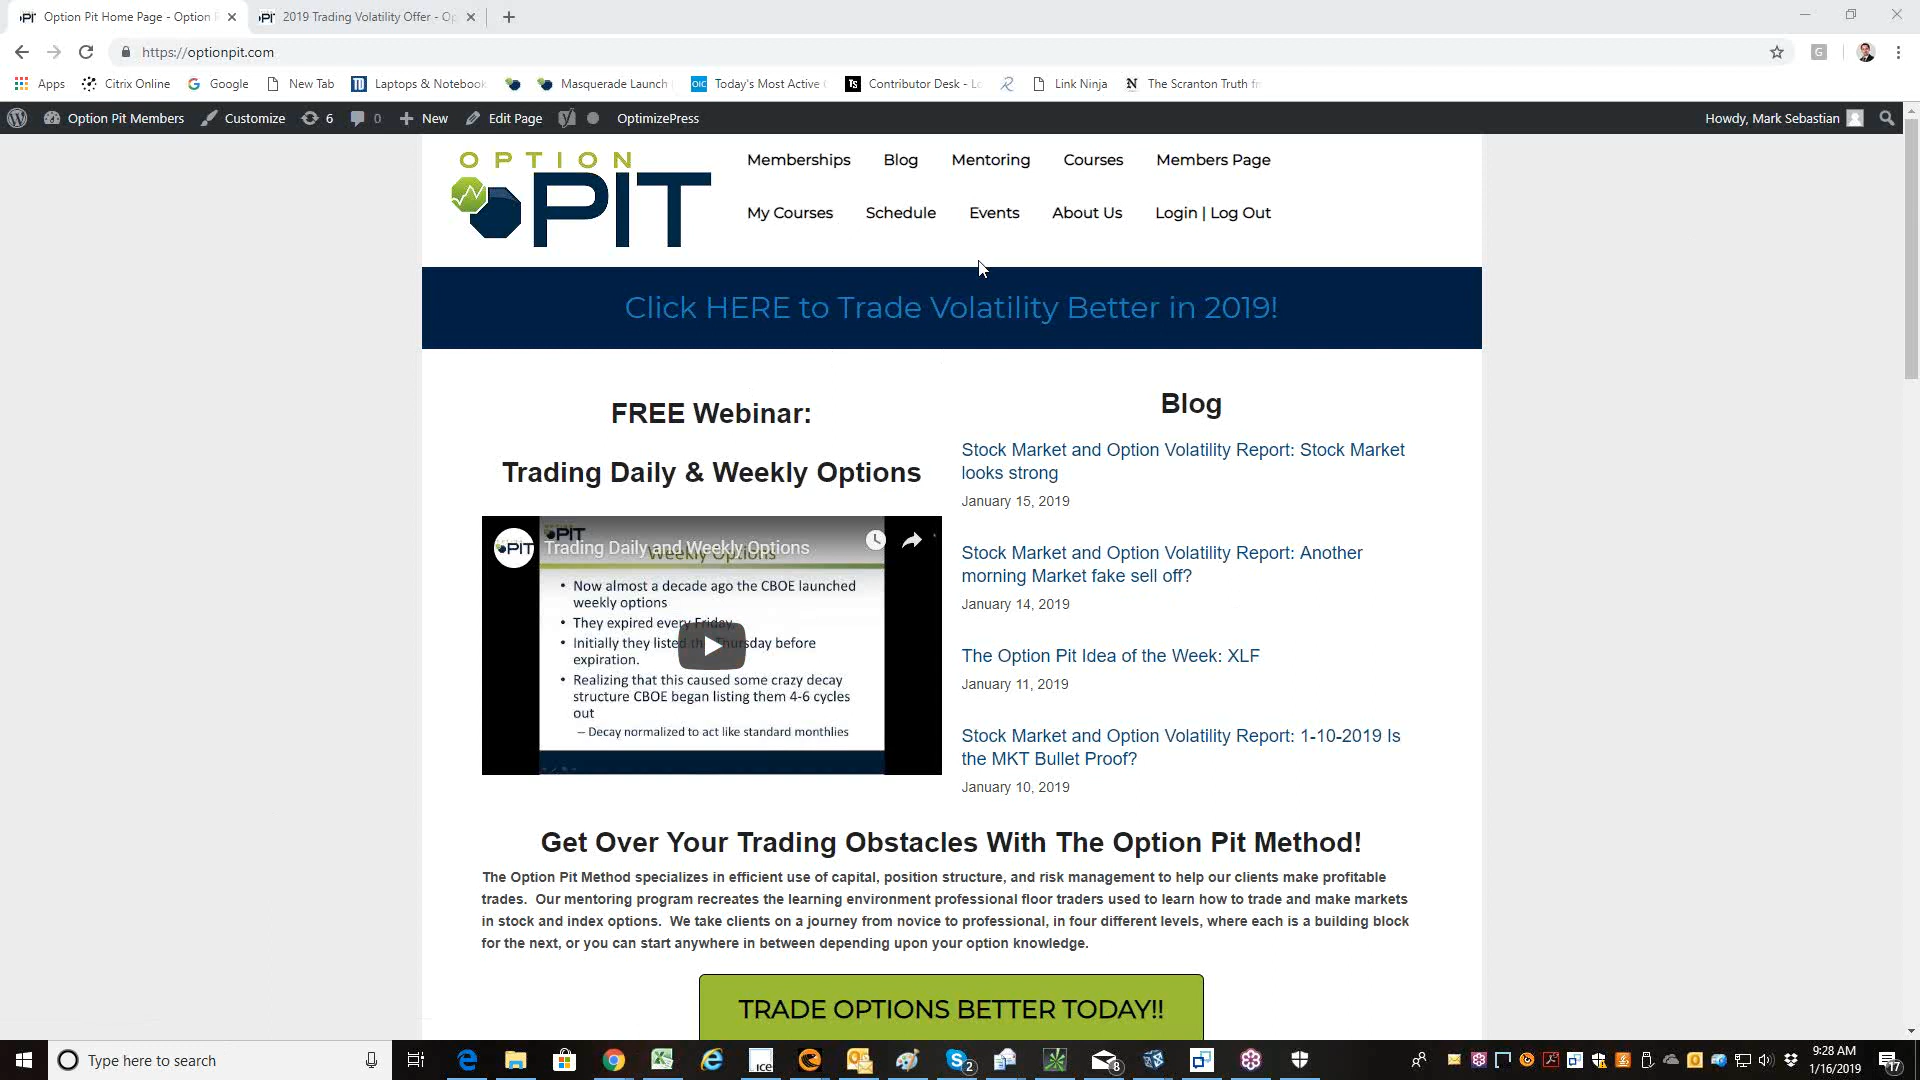 Option Pit Home Page - Option
2019 Trading Volatility Offer - Op
https://optionpit.com
Apps
Citrix Online
Google
New Tab
Laptops & Notebook
Masquerade Launch
Today's Most Active
Contributor Desk - L
Link Ninja
The Scranton Truth f
Option Pit Members
Customize
6
0
New
Edit Page
OptimizePress
Howdy, Mark Sebastian
OPTION
PIT
Memberships
Blog
Mentoring
Courses
Members Page
My Courses
Schedule
Events
About Us
Login | Log Out
Click HERE to Trade Volatility Better in 2019!
FREE Webinar:
Trading Daily & Weekly Options
PIT
Trading Daily and Weekly Options
Weekly Options
• Now almost a decade ago the CBOE launched
weekly options
• They expired every Friday.
• Initially they listed the Thursday before
expiration.
• Realizing that this caused some crazy decay
structure CBOE began listing them 4-6 cycles
out
– Decay normalized to act like standard monthlies
Blog
Stock Market and Option Volatility Report: Stock Market
looks strong
January 15, 2019
Stock Market and Option Volatility Report: Another
morning Market fake sell off?
January 14, 2019
The Option Pit Idea of the Week: XLF
January 11, 2019
Stock Market and Option Volatility Report: 1-10-2019 Is
the MKT Bullet Proof?
January 10, 2019
Get Over Your Trading Obstacles With The Option Pit Method!
The Option Pit Method specializes in efficient use of capital, position structure, and risk management to help our clients make profitable
trades. Our mentoring program recreates the learning environment professional floor traders used to learn how to trade and make markets
in stock and index options. We take clients on a journey from novice to professional, in four different levels, where each is a building block
for the next, or you can start anywhere in between depending upon your option knowledge.
TRADE OPTIONS BETTER TODAY!!
Type here to search
ice
2
8
9:28 AM
1/16/2019
17